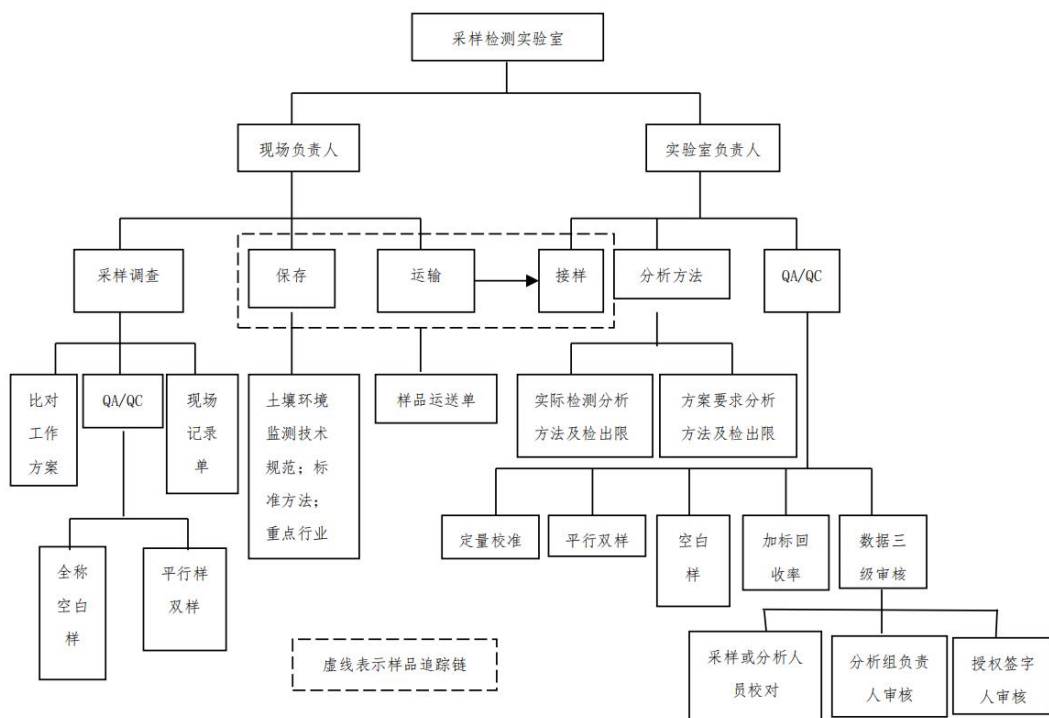 采样检测实验室
现场负责人
实验室负责人
采样调查
保存
运输
接样
分析方法
QA/QC
比对
工作
方案
QA/QC
现场
记录
单
土壤环境
监测技术
规范；标
准方法；
重点行业
样品运送单
实际检测分析
方法及检出限
方案要求分析
方法及检出限
全称
空白
样
平行样
双样
定量校准
平行双样
空白
样
加标回
收率
数据三
级审核
虚线表示样品追踪链
采样或分析人
员校对
分析组负责
人审核
授权签字
人审核